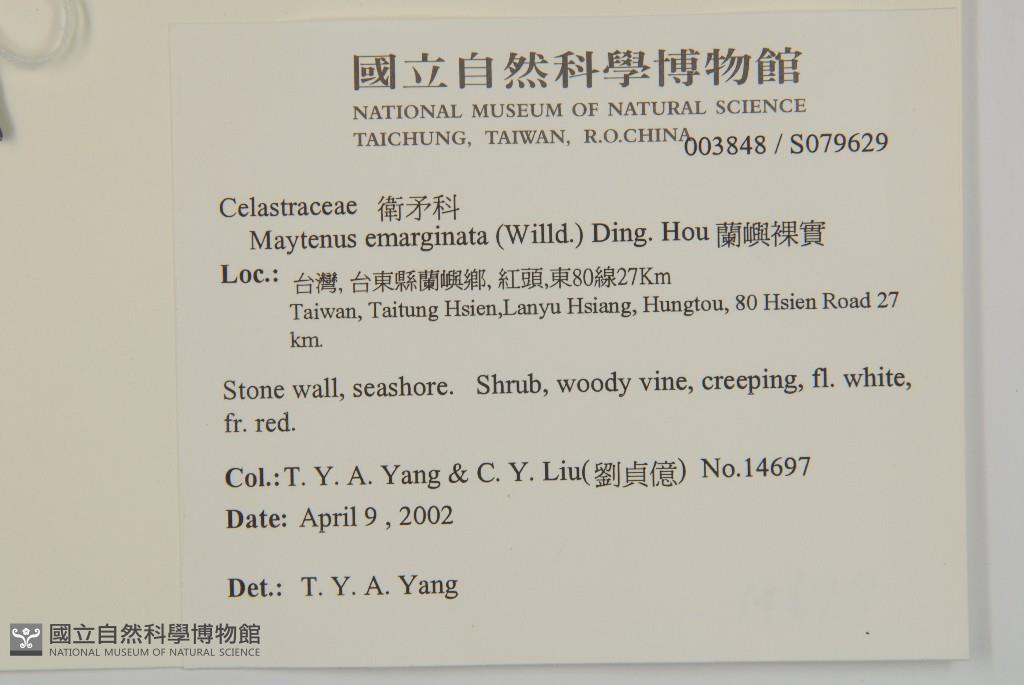 國立自然科學博物館
NATIONAL MUSEUM OF NATURAL SCIENCE
TAICHUNG, TAIWAN, R.O.CHINA
003848 / S079629
Celastraceae 衛矛科
Maytenus emarginata (Willd.) Ding. Hou 蘭嶼裸實
Loc.: 台灣, 台東縣蘭嶼鄉, 紅頭,東80線27Km
Taiwan, Taitung Hsien,Lanyu Hsiang, Hungtou, 80 Hsien Road 27
km.
Stone wall, seashore. Shrub, woody vine, creeping, fl. white,
fr. red.
Col.: T. Y. A. Yang & C. Y. Liu(劉貞億) No.14697
Date: April 9 , 2002
Det.: T. Y. A. Yang
國立自然科學博物館
NATIONAL MUSEUM OF NATURAL SCIENCE